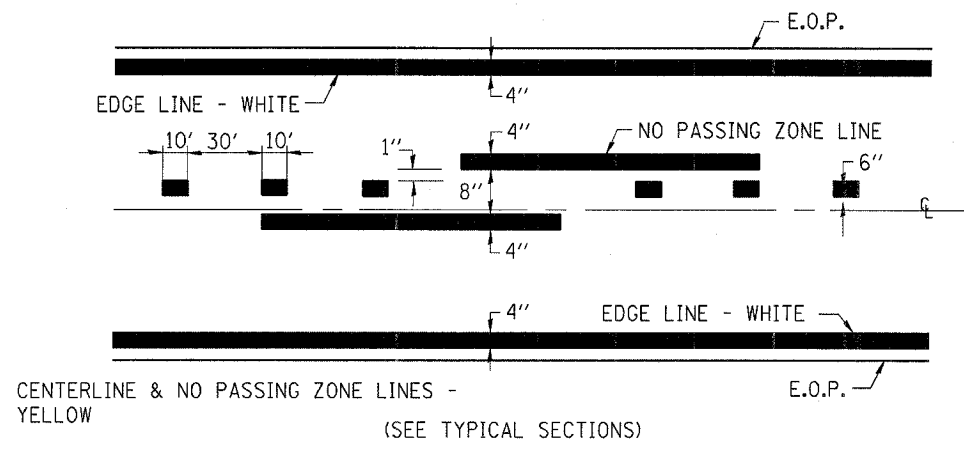 E.O.P.
EDGE LINE - WHITE
4"
10' 30' 10'
1"
4"
NO PASSING ZONE LINE
8"
6"
℄
4"
4"
EDGE LINE - WHITE
CENTERLINE & NO PASSING ZONE LINES -
YELLOW
E.O.P.
(SEE TYPICAL SECTIONS)